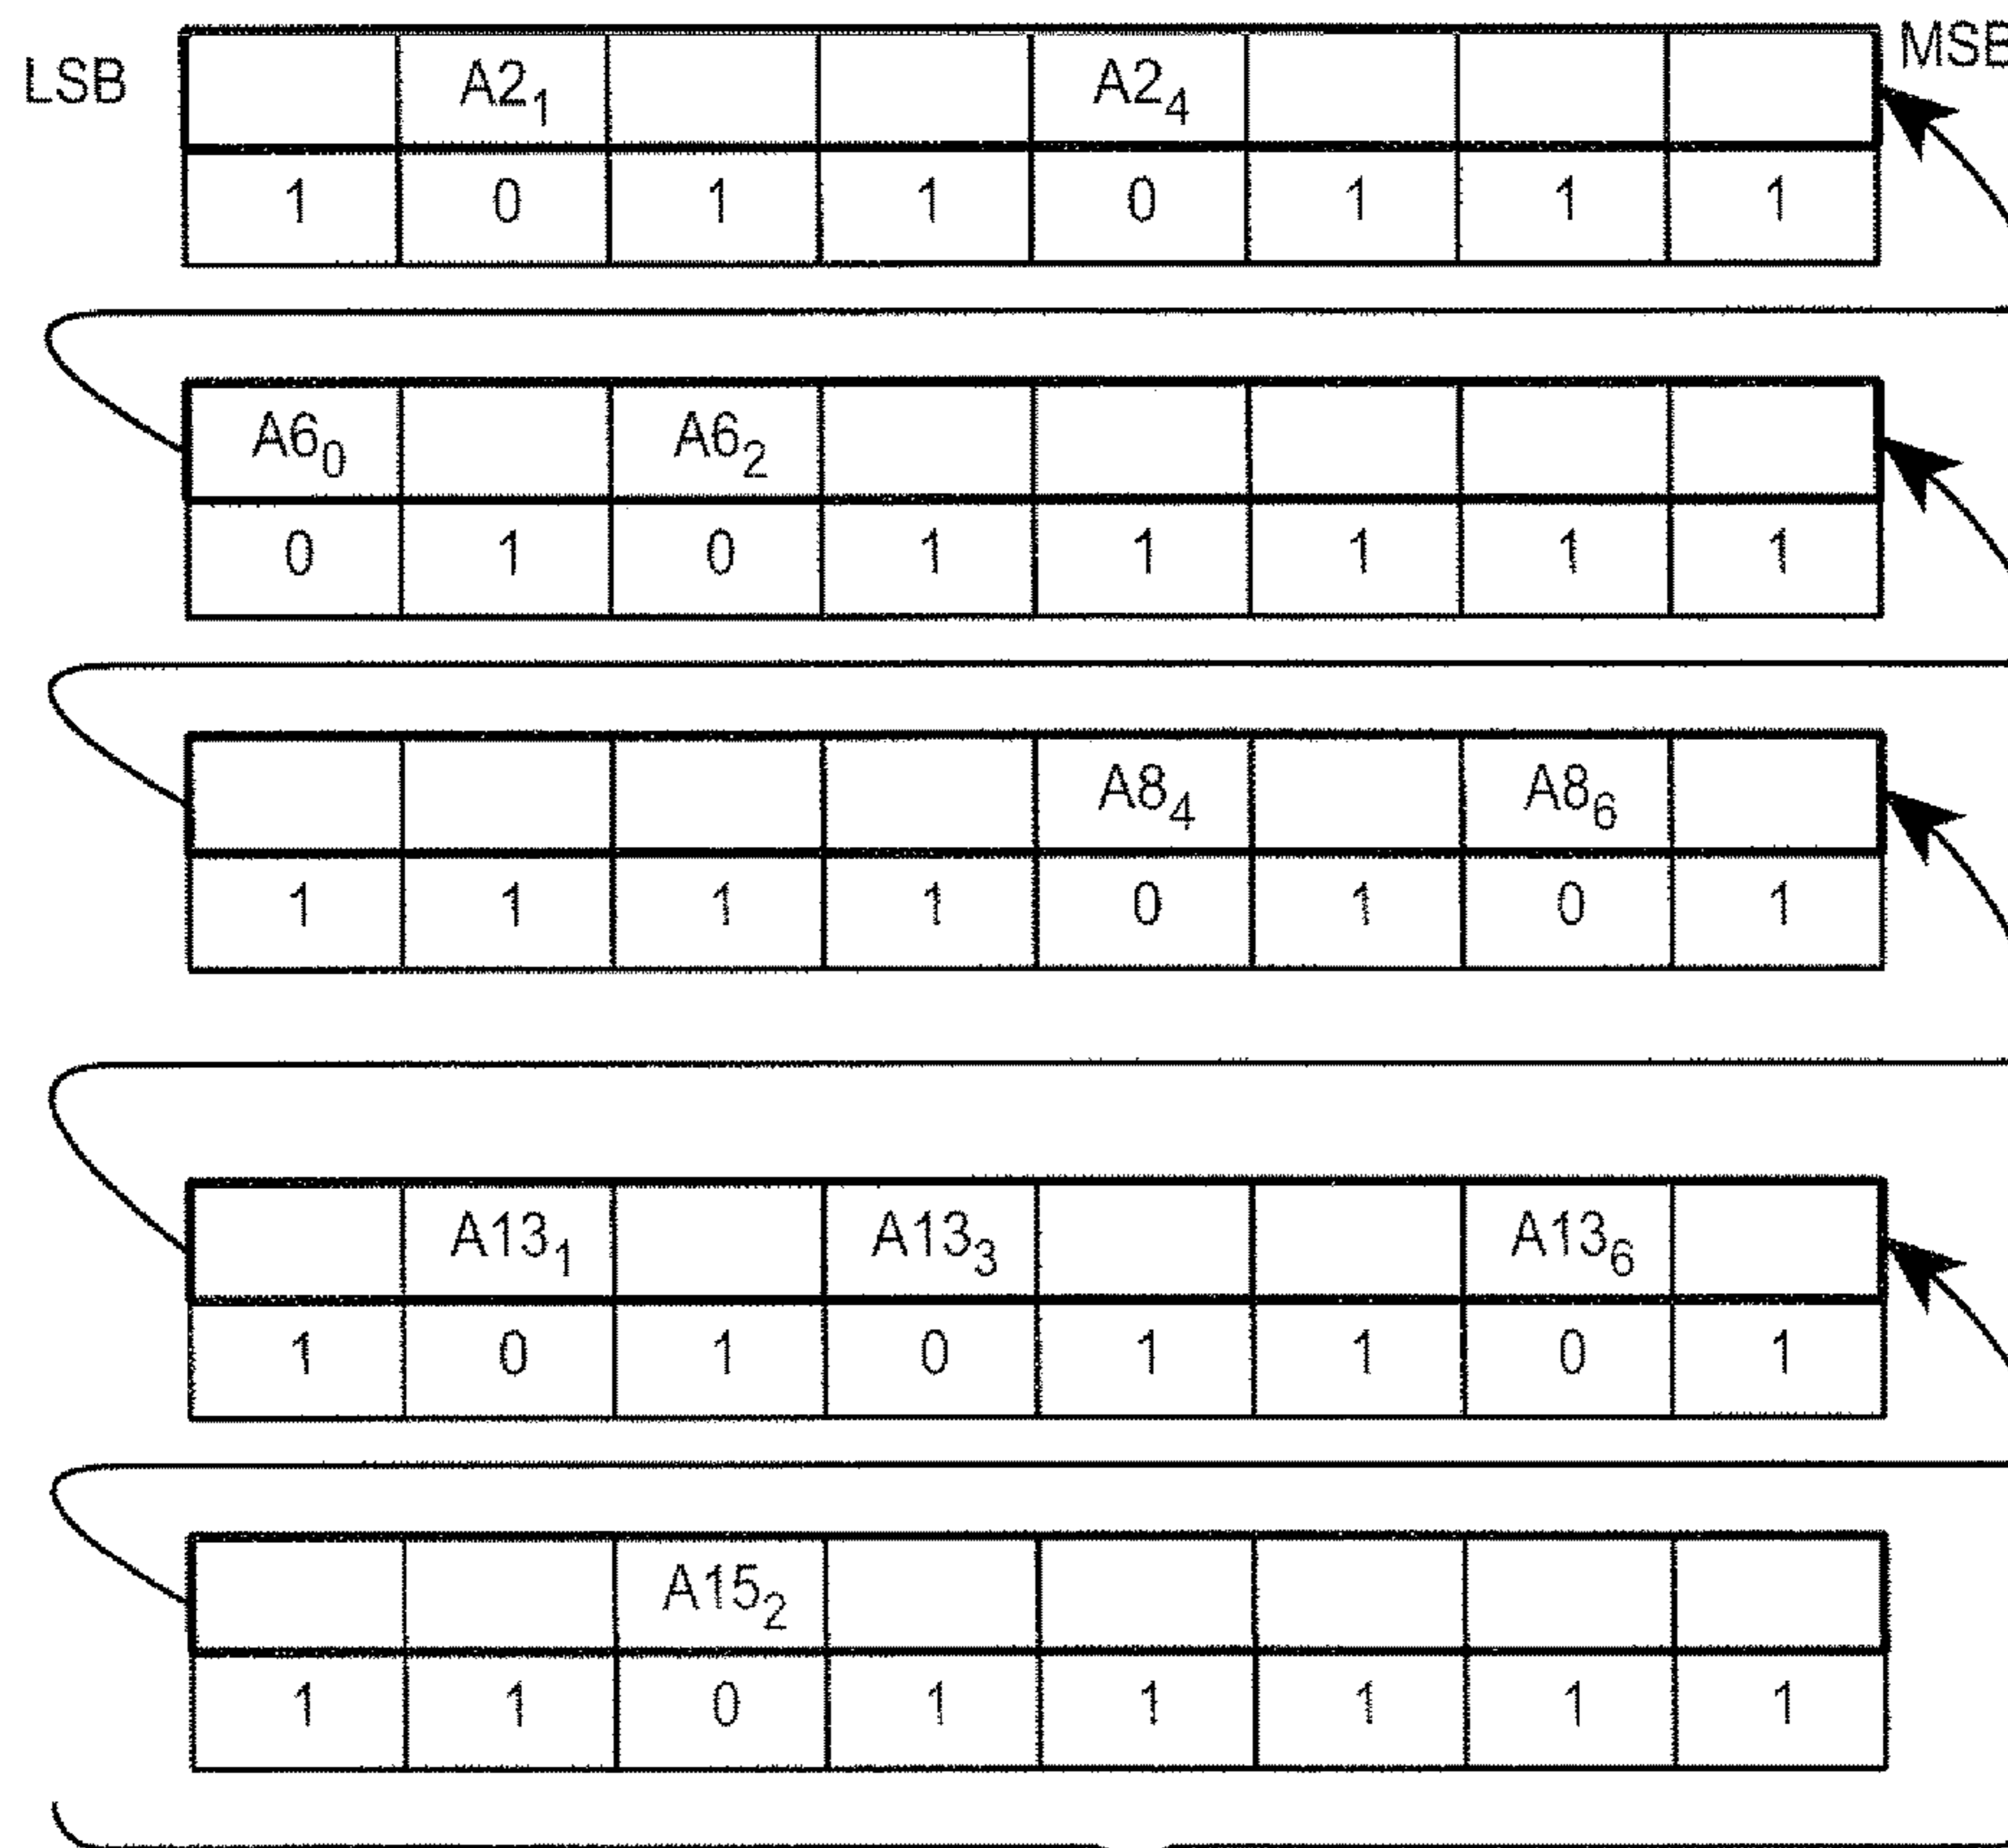 LSB A2₁ A2₄ MSB
1 0 1 1 0 1 1 1
A6₀ A6₂
0 1 0 1 1 1 1 1
A8₄ A8₆
1 1 1 1 0 1 0 1
A13₁ A13₃ A13₆
1 0 1 0 1 1 0 1
A15₂
1 1 0 1 1 1 1 1